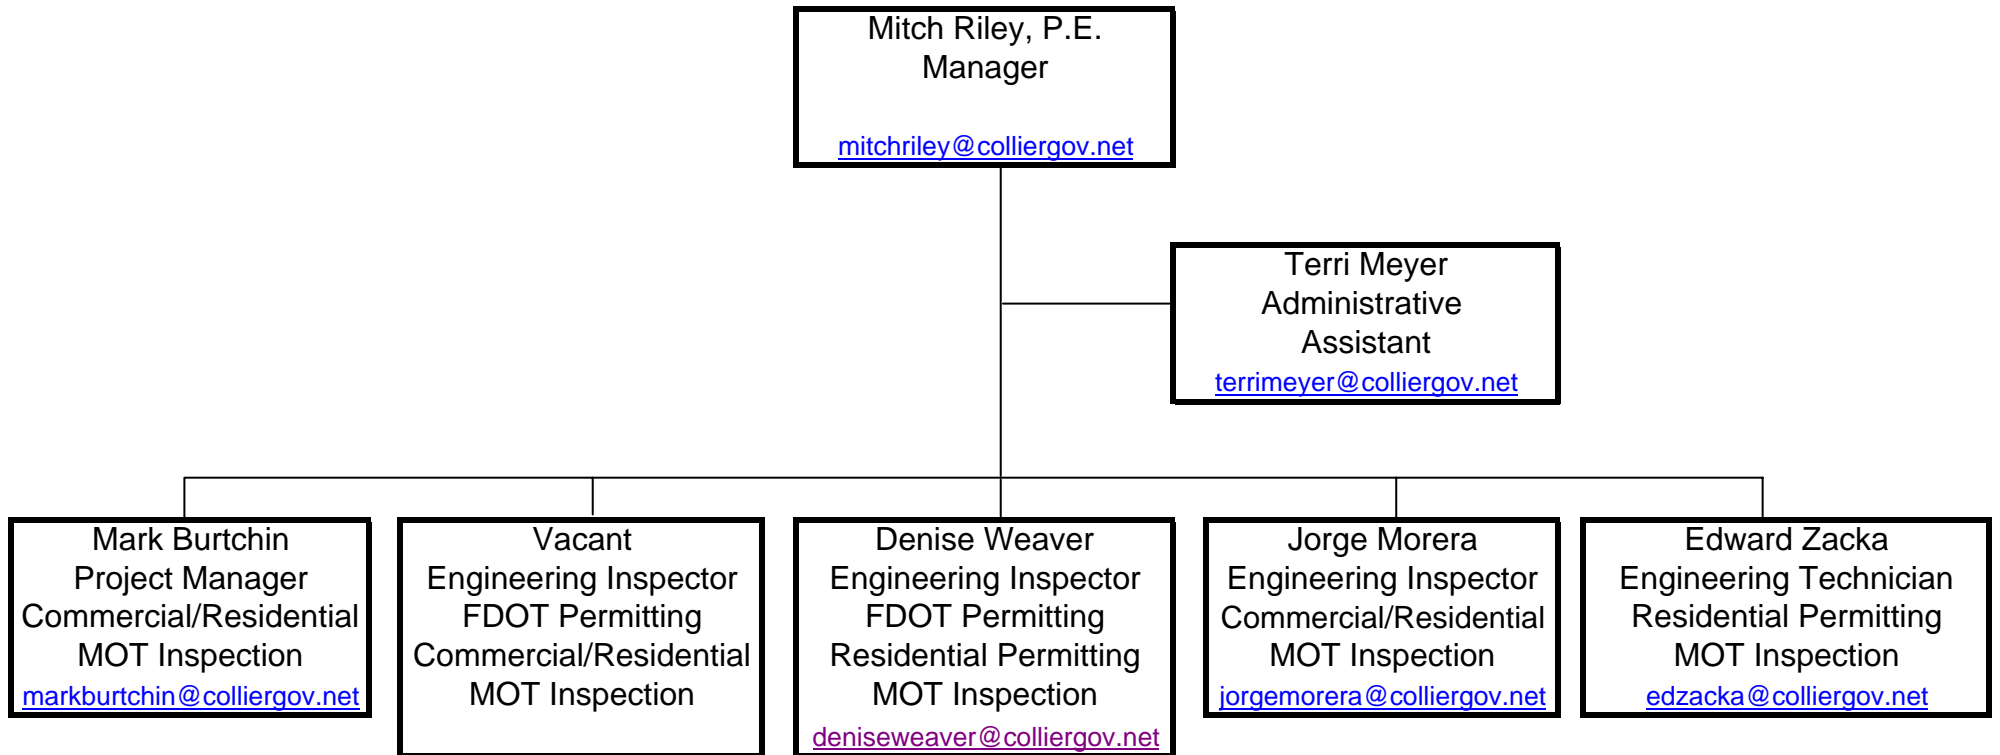 Mitch Riley, P.E.
Manager
mitchriley@colliergov.net
Terri Meyer
Administrative
Assistant
terrimeyer@colliergov.net
Mark Burtchin
Project Manager
Commercial/Residential
MOT Inspection
markburtchin@colliergov.net
Vacant
Engineering Inspector
FDOT Permitting
Commercial/Residential
MOT Inspection
Denise Weaver
Engineering Inspector
FDOT Permitting
Residential Permitting
MOT Inspection
deniseweaver@colliergov.net
Jorge Morera
Engineering Inspector
Commercial/Residential
MOT Inspection
jorgemorera@colliergov.net
Edward Zacka
Engineering Technician
Residential Permitting
MOT Inspection
edzacka@colliergov.net